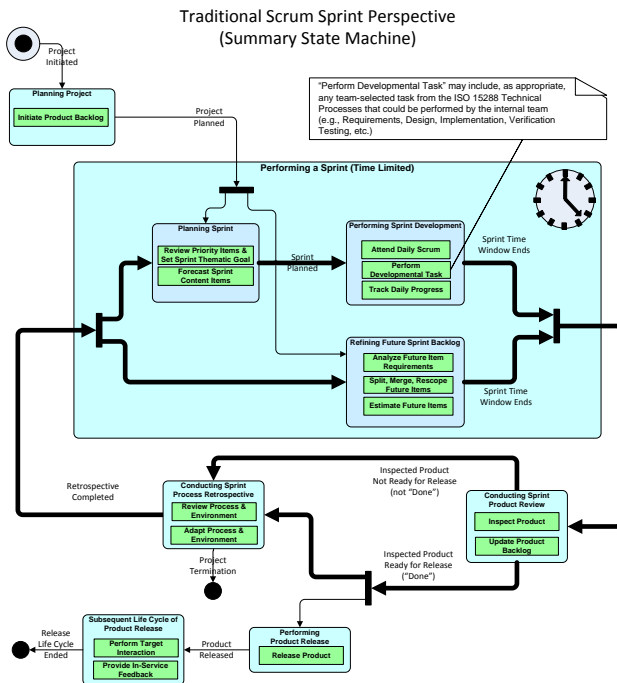 Traditional Scrum Sprint Perspective
(Summary State Machine)
Project
Initiated
Planning Project
Initiate Product Backlog
Project
Planned
"Perform Developmental Task" may include, as appropriate,
any team-selected task from the ISO 15288 Technical
Processes that could be performed by the internal team
(e.g., Requirements, Design, Implementation, Verification
Testing, etc.)
Performing a Sprint (Time Limited)
Planning Sprint
Review Priority Items &
Set Sprint Thematic Goal
Forecast Sprint
Content Items
Sprint
Planned
Performing Sprint Development
Attend Daily Scrum
Perform
Developmental Task
Track Daily Progress
Sprint Time
Window Ends
Refining Future Sprint Backlog
Analyze Future Item
Requirements
Split, Merge, Rescope
Future Items
Estimate Future Items
Sprint Time
Window Ends
Retrospective
Completed
Conducting Sprint
Process Retrospective
Review Process &
Environment
Adapt Process &
Environment
Project
Termination
Inspected Product
Not Ready for Release
(not "Done")
Conducting Sprint
Product Review
Inspect Product
Update Product
Backlog
Inspected Product
Ready for Release
("Done")
Release
Life Cycle
Ended
Subsequent Life Cycle of
Product Release
Perform Target
Interaction
Provide In-Service
Feedback
Product
Released
Performing
Product Release
Release Product